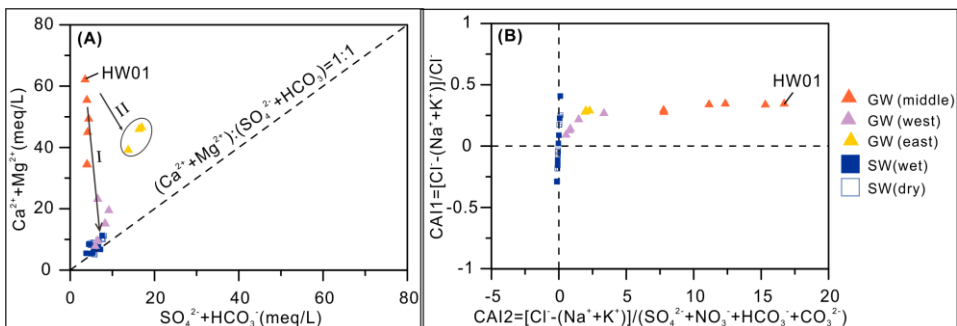 (A)
80
60
40
20
0
0
20
40
60
80
Ca²⁺+Mg²⁺(meq/L)
SO₄²⁻+HCO₃⁻(meq/L)
HW01
II
I
(Ca²⁺+Mg²⁺):(SO₄²⁻+HCO₃⁻)=1:1
(B)
1
0.5
0
-0.5
-1
-5
0
5
10
15
20
CAI1=[Cl⁻-(Na⁺+K⁺)]/Cl⁻
CAI2=[Cl⁻-(Na⁺+K⁺)]/(SO₄²⁻+NO₃⁻+HCO₃⁻+CO₃²⁻)
HW01
GW (middle)
GW (west)
GW (east)
SW(wet)
SW(dry)